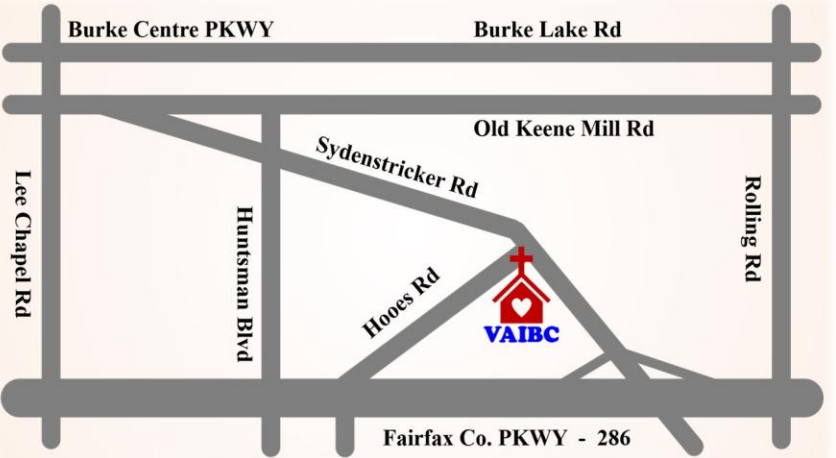 Burke Centre PKWY
Burke Lake Rd
Old Keene Mill Rd
Sydenstricker Rd
Lee Chapel Rd
Huntsman Blvd
Rolling Rd
Hooes Rd
VAIBC
Fairfax Co. PKWY - 286